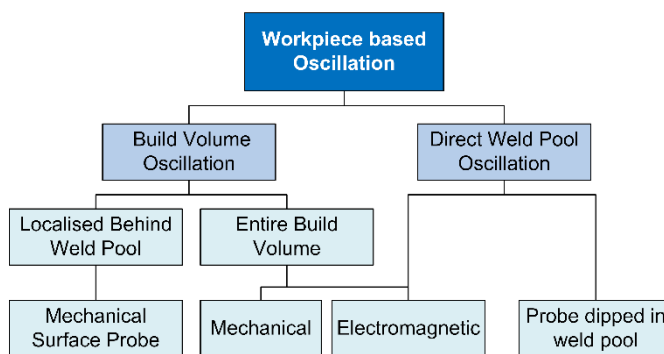 Workpiece based
Oscillation
Build Volume
Oscillation
Direct Weld Pool
Oscillation
Localised Behind
Weld Pool
Entire Build
Volume
Mechanical
Surface Probe
Mechanical
Electromagnetic
Probe dipped in
weld pool